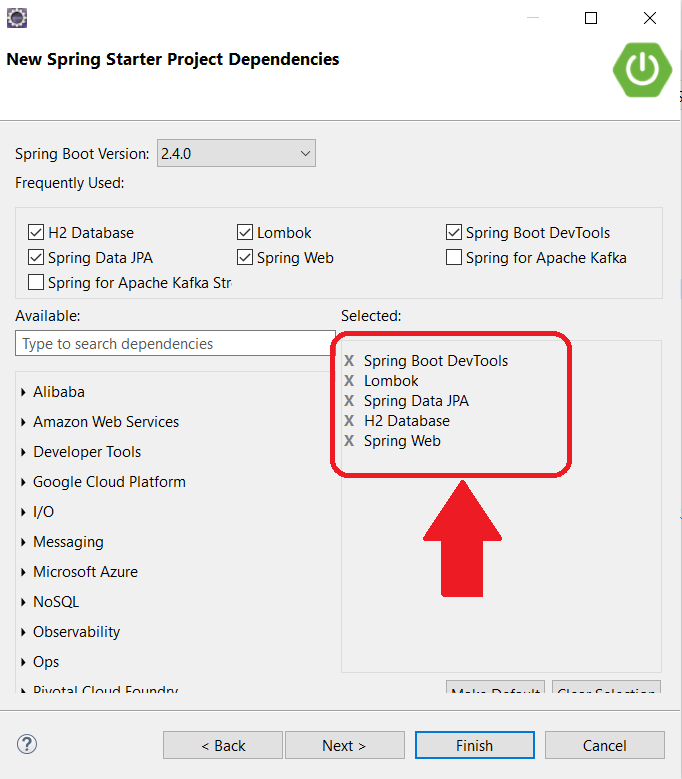 New Spring Starter Project Dependencies
Spring Boot Version: 2.4.0
Frequently Used:
H2 Database Lombok Spring Boot DevTools
Spring Data JPA Spring Web Spring for Apache Kafka
Spring for Apache Kafka Str
Available: Selected:
Type to search dependencies
X Spring Boot DevTools
X Lombok
X Spring Data JPA
X H2 Database
X Spring Web
Alibaba
Amazon Web Services
Developer Tools
Google Cloud Platform
I/O
Messaging
Microsoft Azure
NoSQL
Observability
Ops
Pivotal Cloud Foundry
Make Default Clear Selection
? < Back Next > Finish Cancel